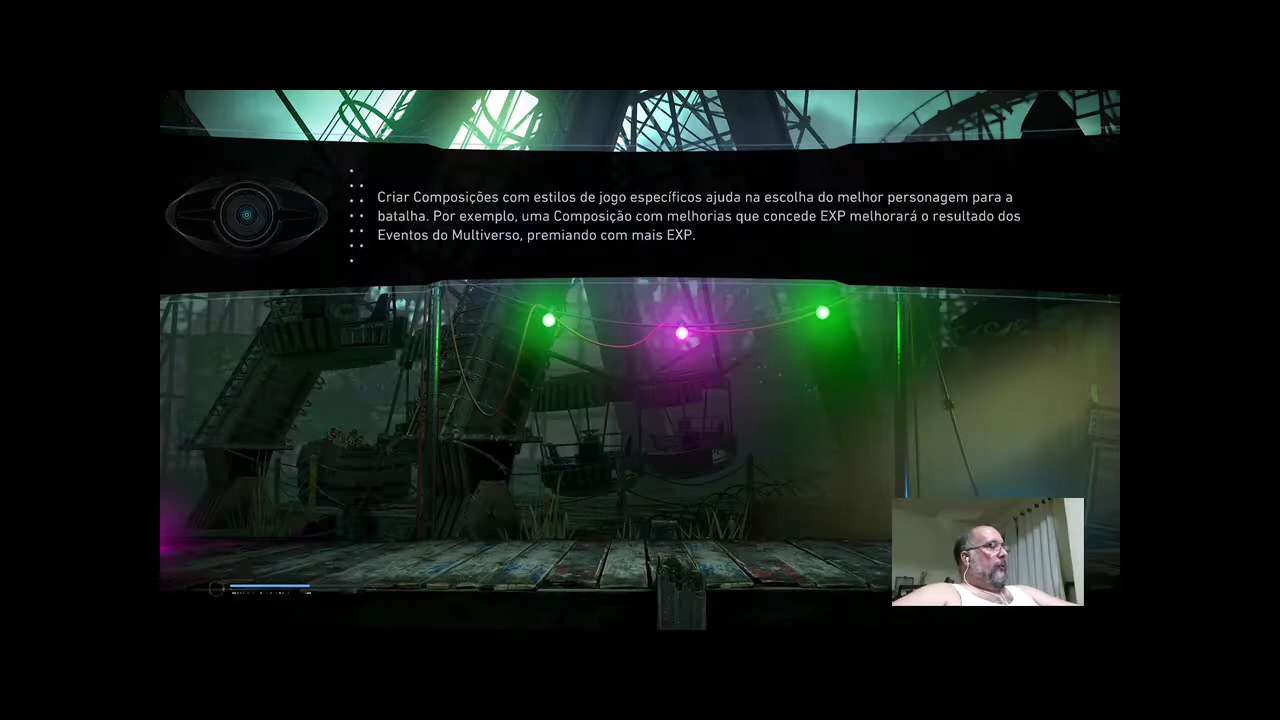 Criar Composições com estilos de jogo específicos ajuda na escolha do melhor personagem para a
batalha. Por exemplo, uma Composição com melhorias que concede EXP melhorará o resultado dos
Eventos do Multiverso, premiando com mais EXP.